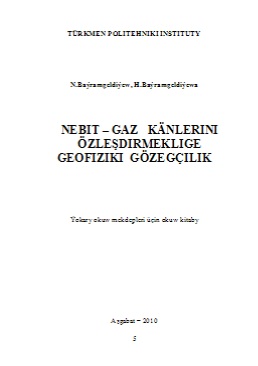 TÜRKMEN POLITEHNIKI INSTITUTY
N.Baýramgeldiýew, H.Baýramgeldiýewa
NEBIT – GAZ KÄNLERINI
ÖZLEŞDIRMEKLIGE
GEOFIZIKI GÖZEGÇILIK
Ýokary okuw mekdepleri üçin okuw kitaby
Aşgabat – 2010
5